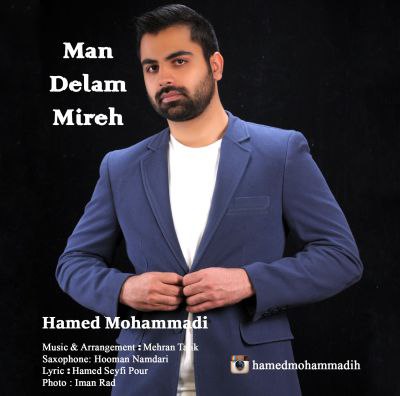 Man
Delam
Mireh
Hamed Mohammadi
Music & Arrangement : Mehran Tatik
Saxophone: Hooman Namdari
Lyric : Hamed Seyfi Pour
Photo : Iman Rad
hamedmohammadih